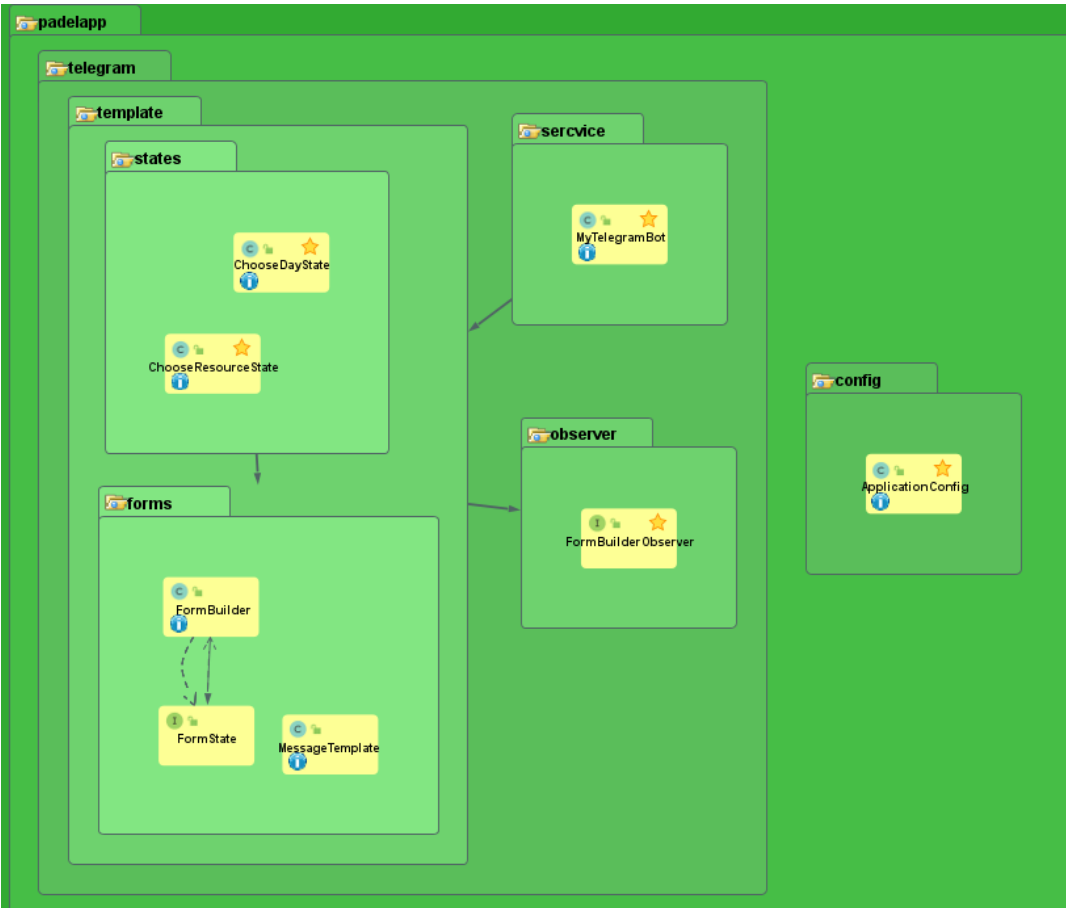 padelapp
telegram
template
sercvice
states
MyTelegramBot
ChooseDayState
ChooseResourceState
config
observer
ApplicationConfig
forms
FormBuilderObserver
FormBuilder
FormState
MessageTemplate